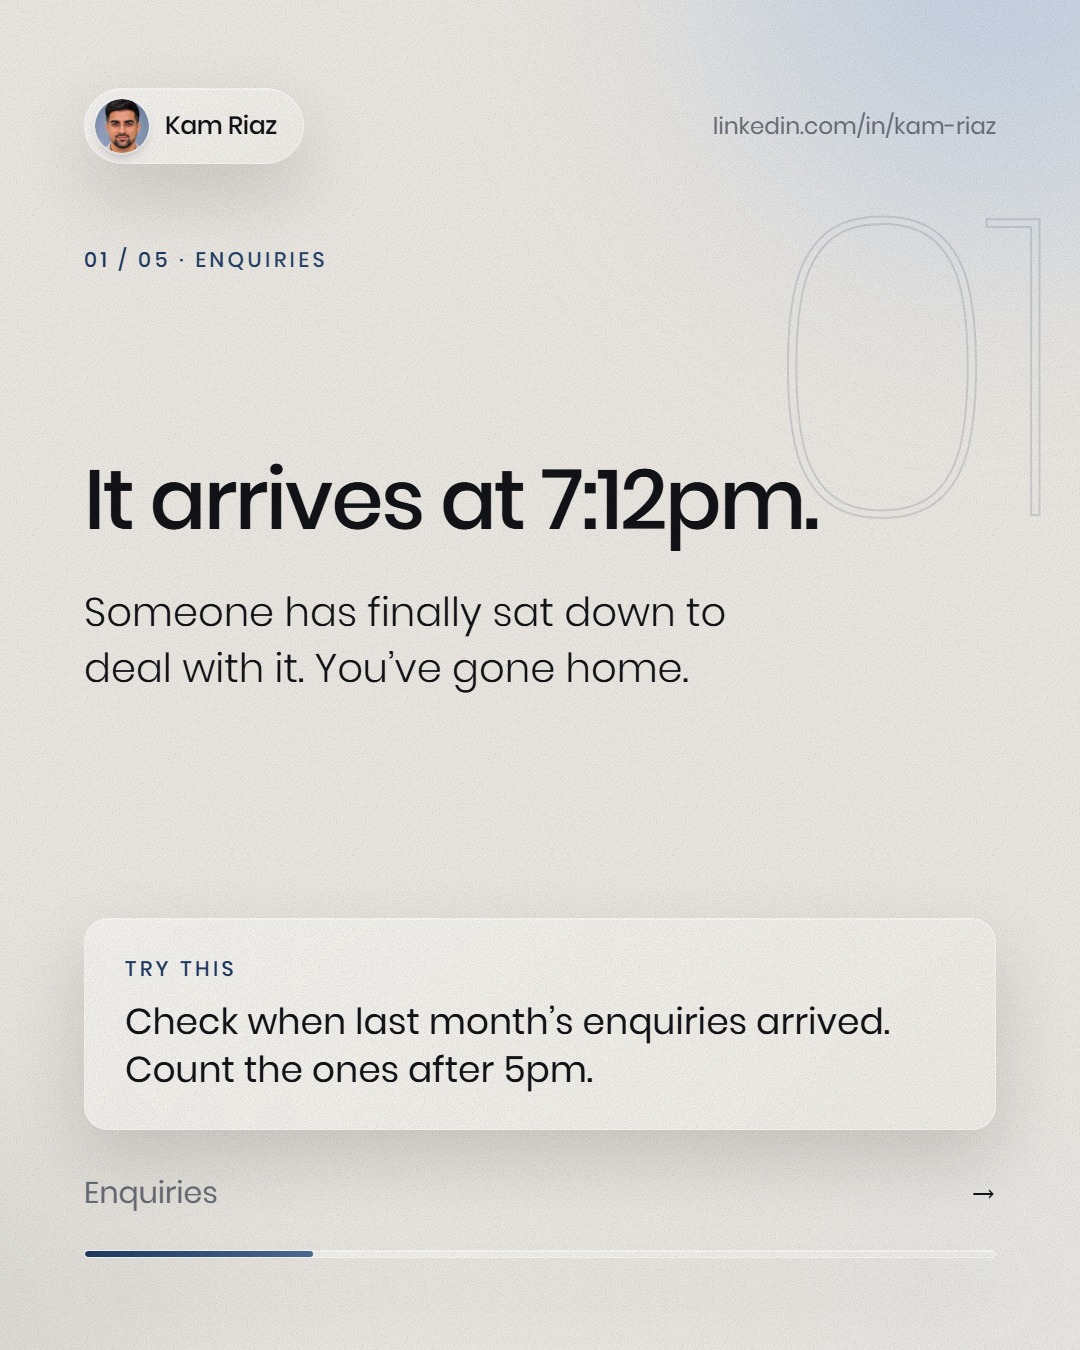 Kam Riaz
linkedin.com/in/kam-riaz
01 / 05 · ENQUIRIES
01
It arrives at 7:12pm.
Someone has finally sat down to
deal with it. You’ve gone home.
TRY THIS
Check when last month’s enquiries arrived.
Count the ones after 5pm.
Enquiries →